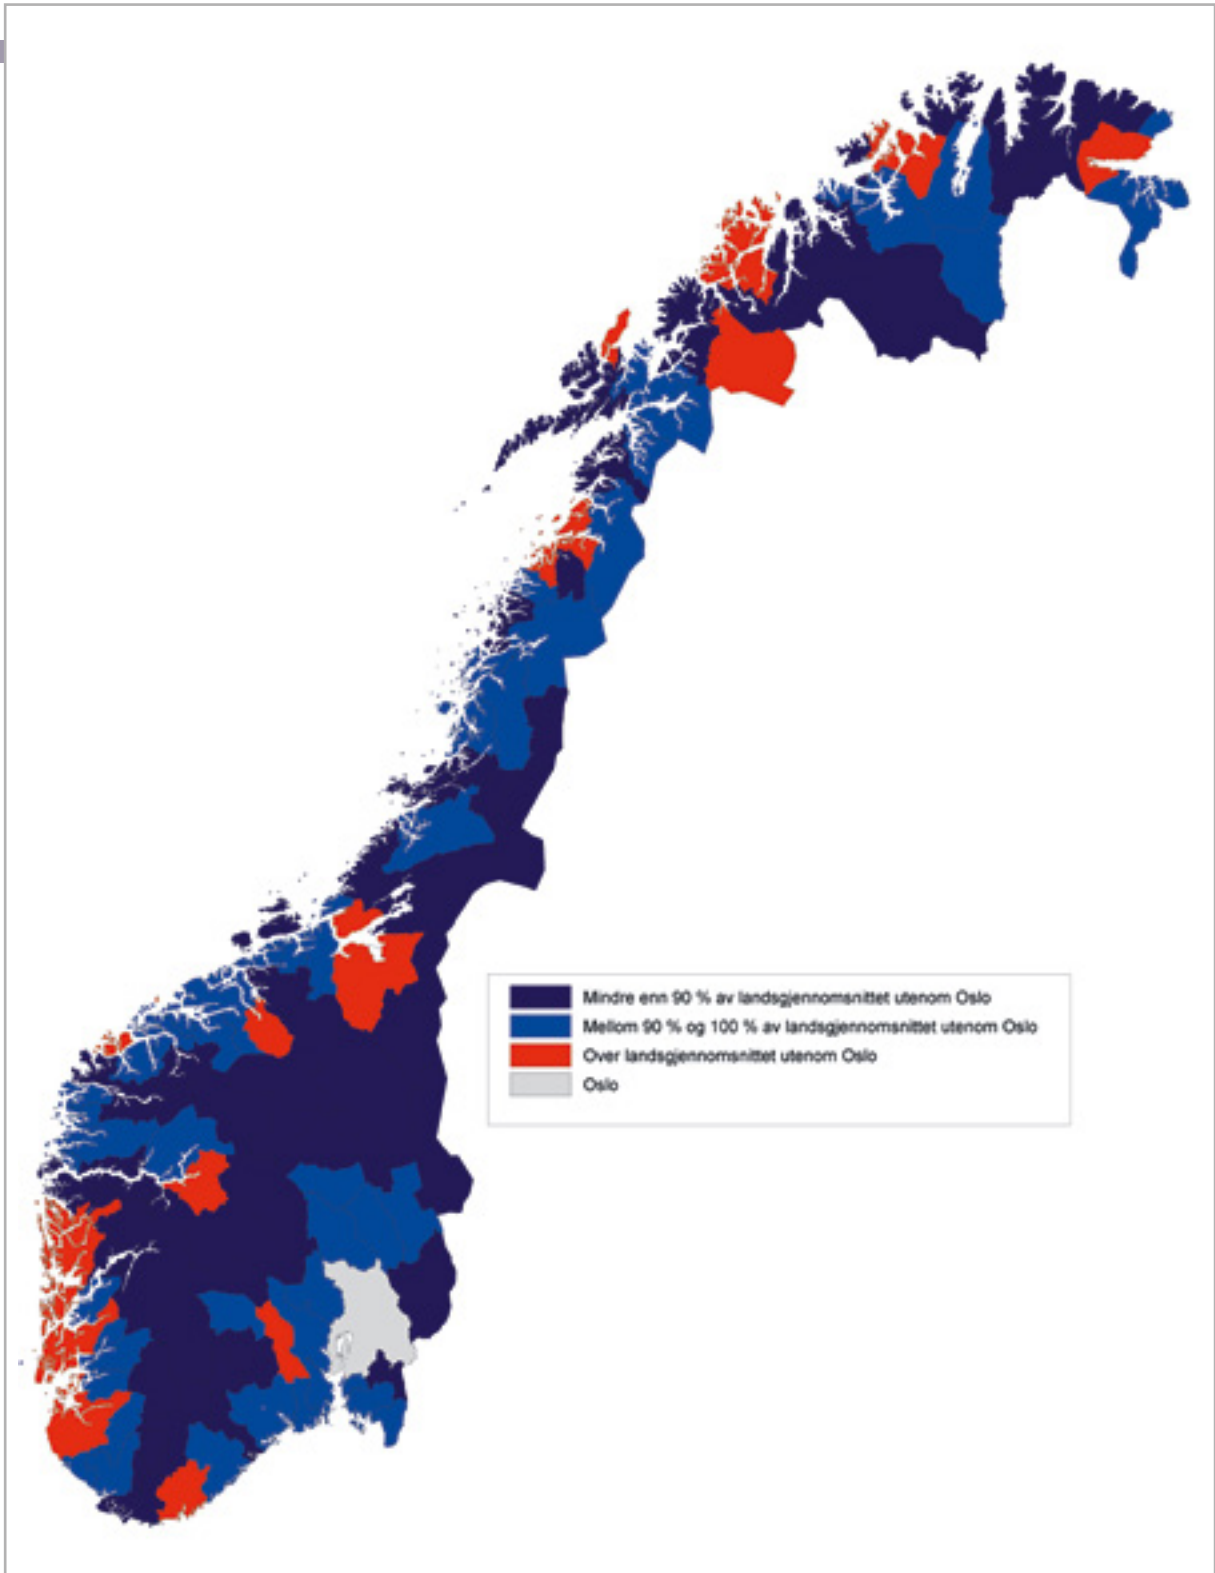 Mindre enn 90 % av landsgjennomsnittet utenom Oslo
Mellom 90 % og 100 % av landsgjennomsnittet utenom Oslo
Over landsgjennomsnittet utenom Oslo
Oslo